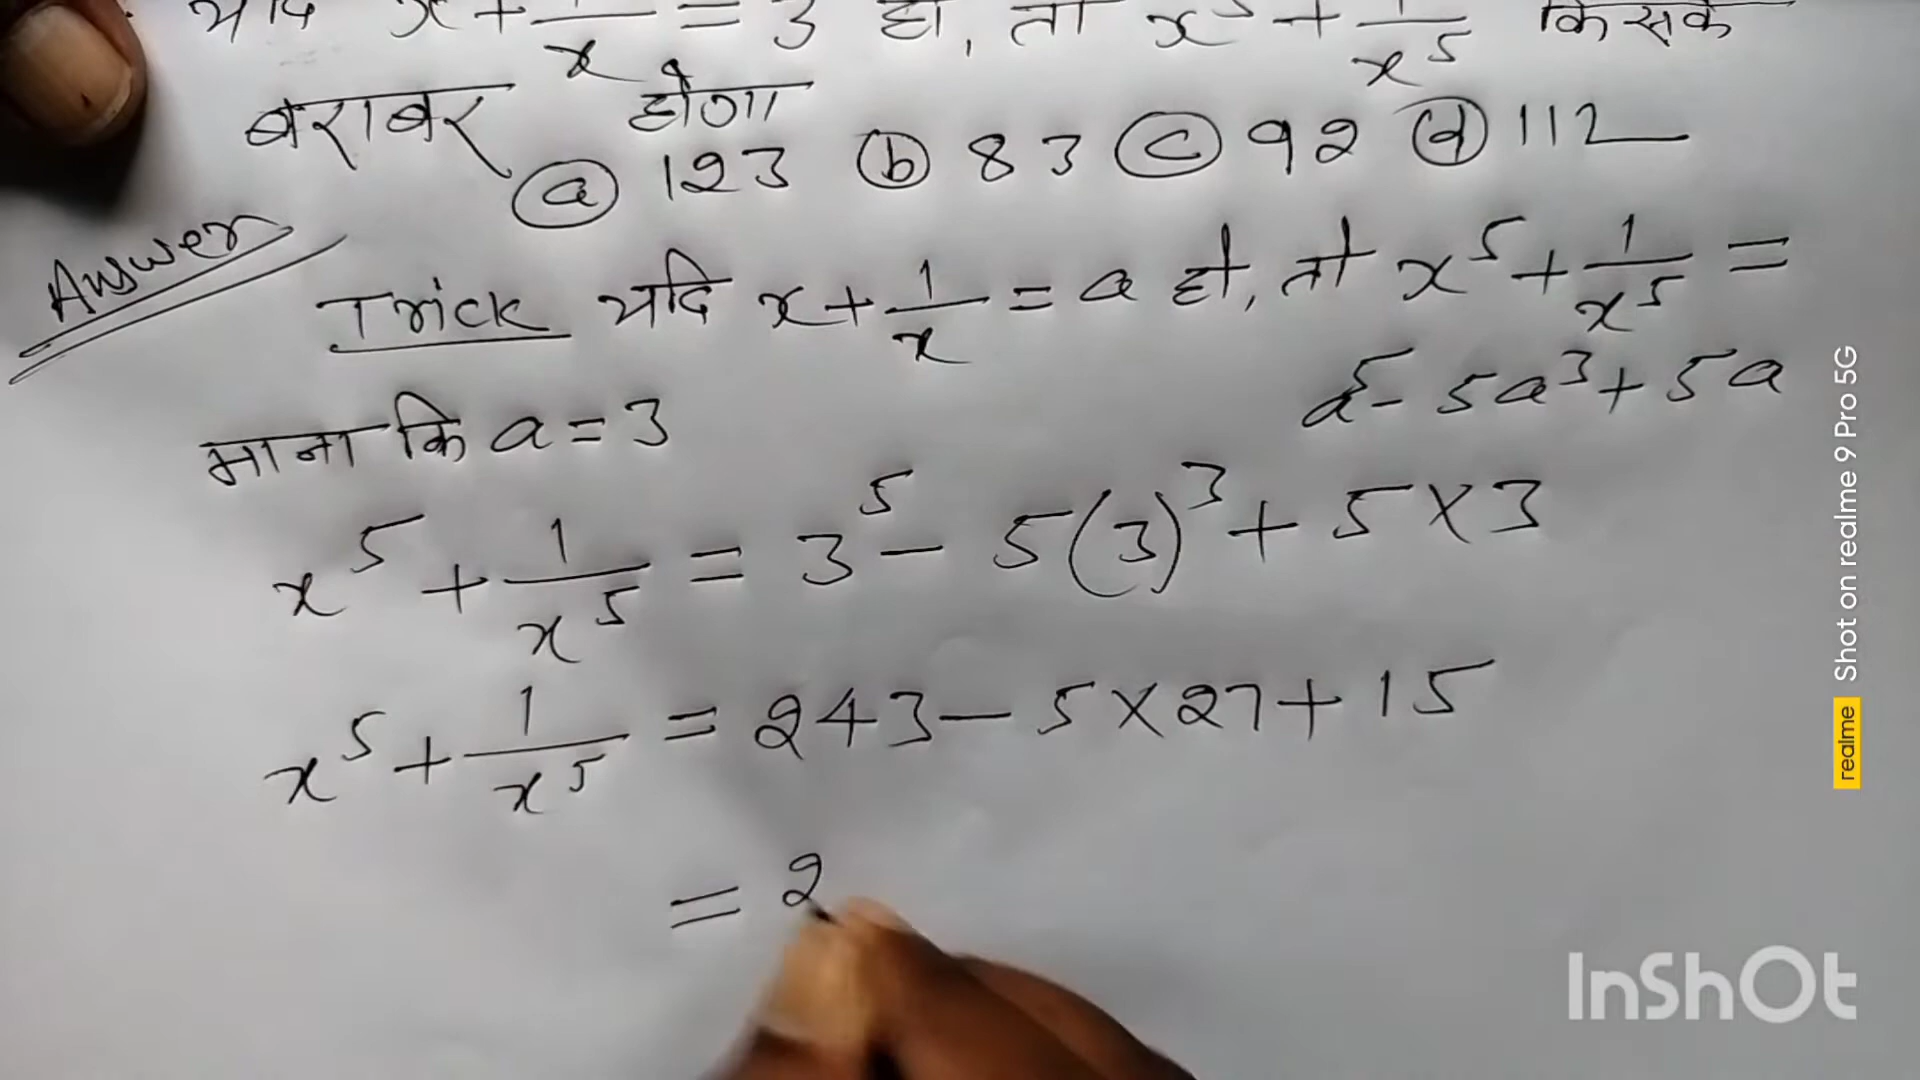 यदि x + 1/x = 3 हो, तो x⁵ + 1/x⁵ किसके
बराबर होगा
ⓐ 123 ⓑ 83 ⓒ 92 ⓓ 112
Answer
Trick यदि x + 1/x = a हो, तो x⁵ + 1/x⁵ =
a⁵ - 5a³ + 5a
माना कि a = 3
x⁵ + 1/x⁵ = 3⁵ - 5(3)³ + 5 × 3
x⁵ + 1/x⁵ = 243 - 5 × 27 + 15
= 2
realme Shot on realme 9 Pro 5G
InShOt